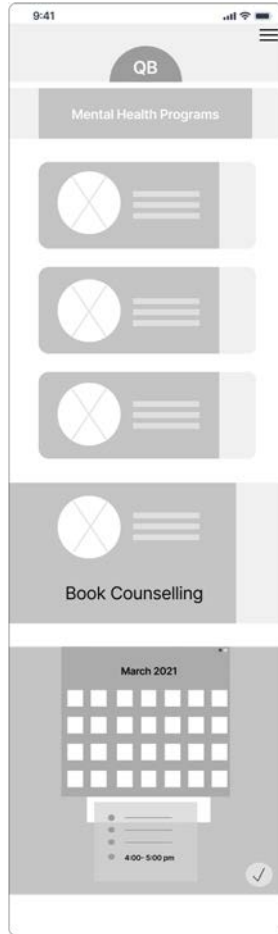 9:41
QB
Mental Health Programs
Book Counselling
March 2021
4:00- 5:00 pm